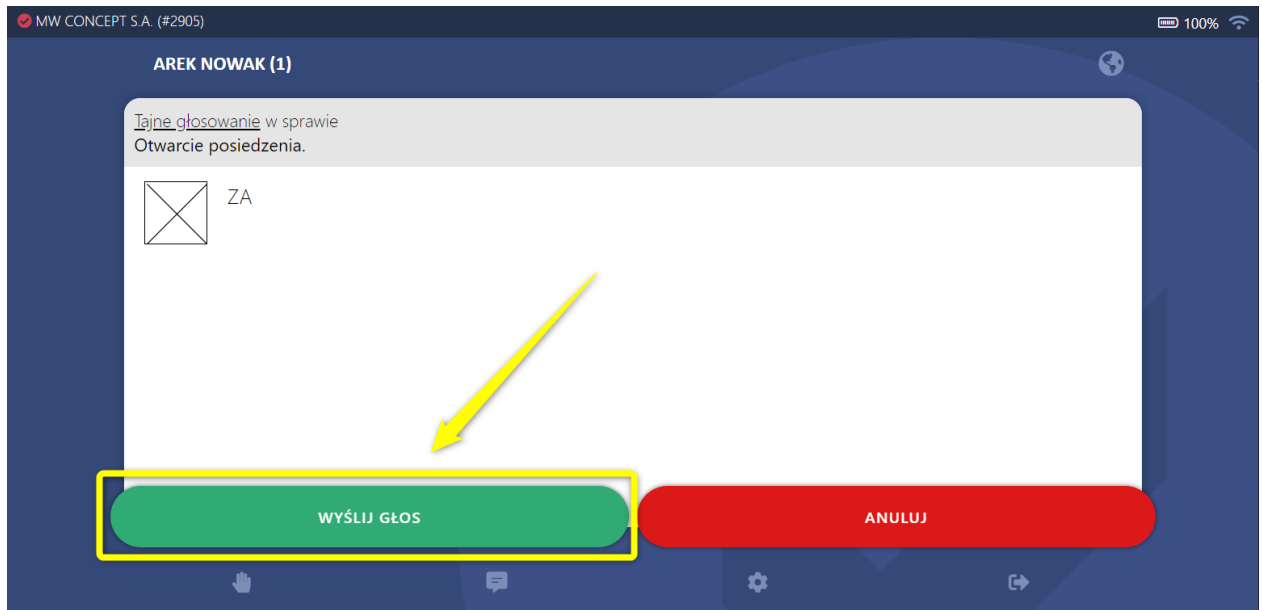 MW CONCEPT S.A. (#2905)
100%
AREK NOWAK (1)
Tajne głosowanie w sprawie
Otwarcie posiedzenia.
ZA
WYŚLIJ GŁOS
ANULUJ